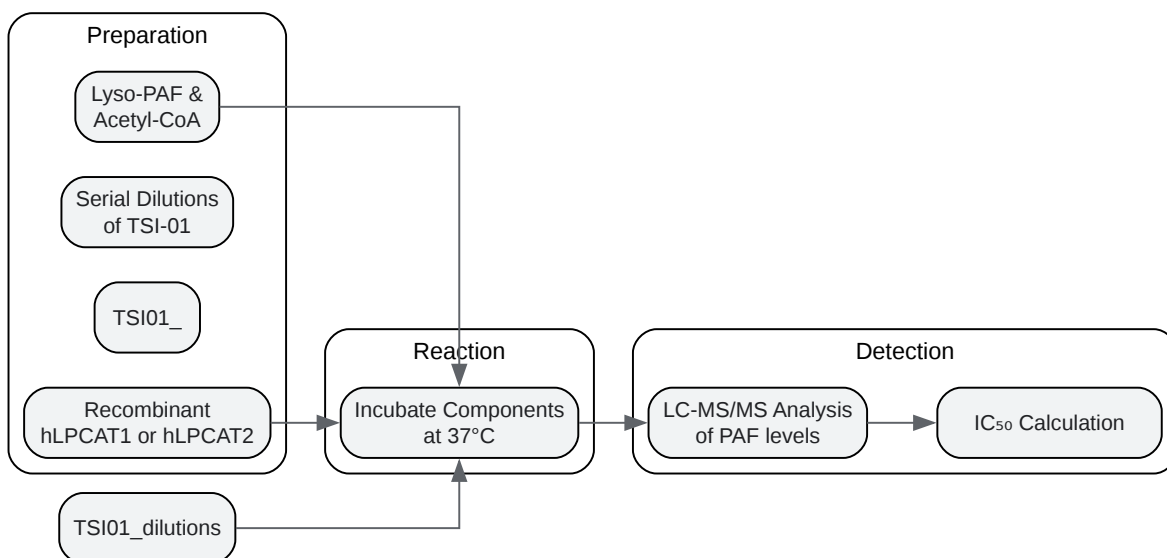 Preparation
Lyso-PAF &
Acetyl-CoA
Serial Dilutions
of TSI-01
TSI01_
Recombinant
hLPCAT1 or hLPCAT2
TSI01_dilutions
Reaction
Incubate Components
at 37°C
Detection
LC-MS/MS Analysis
of PAF levels
IC₅₀ Calculation